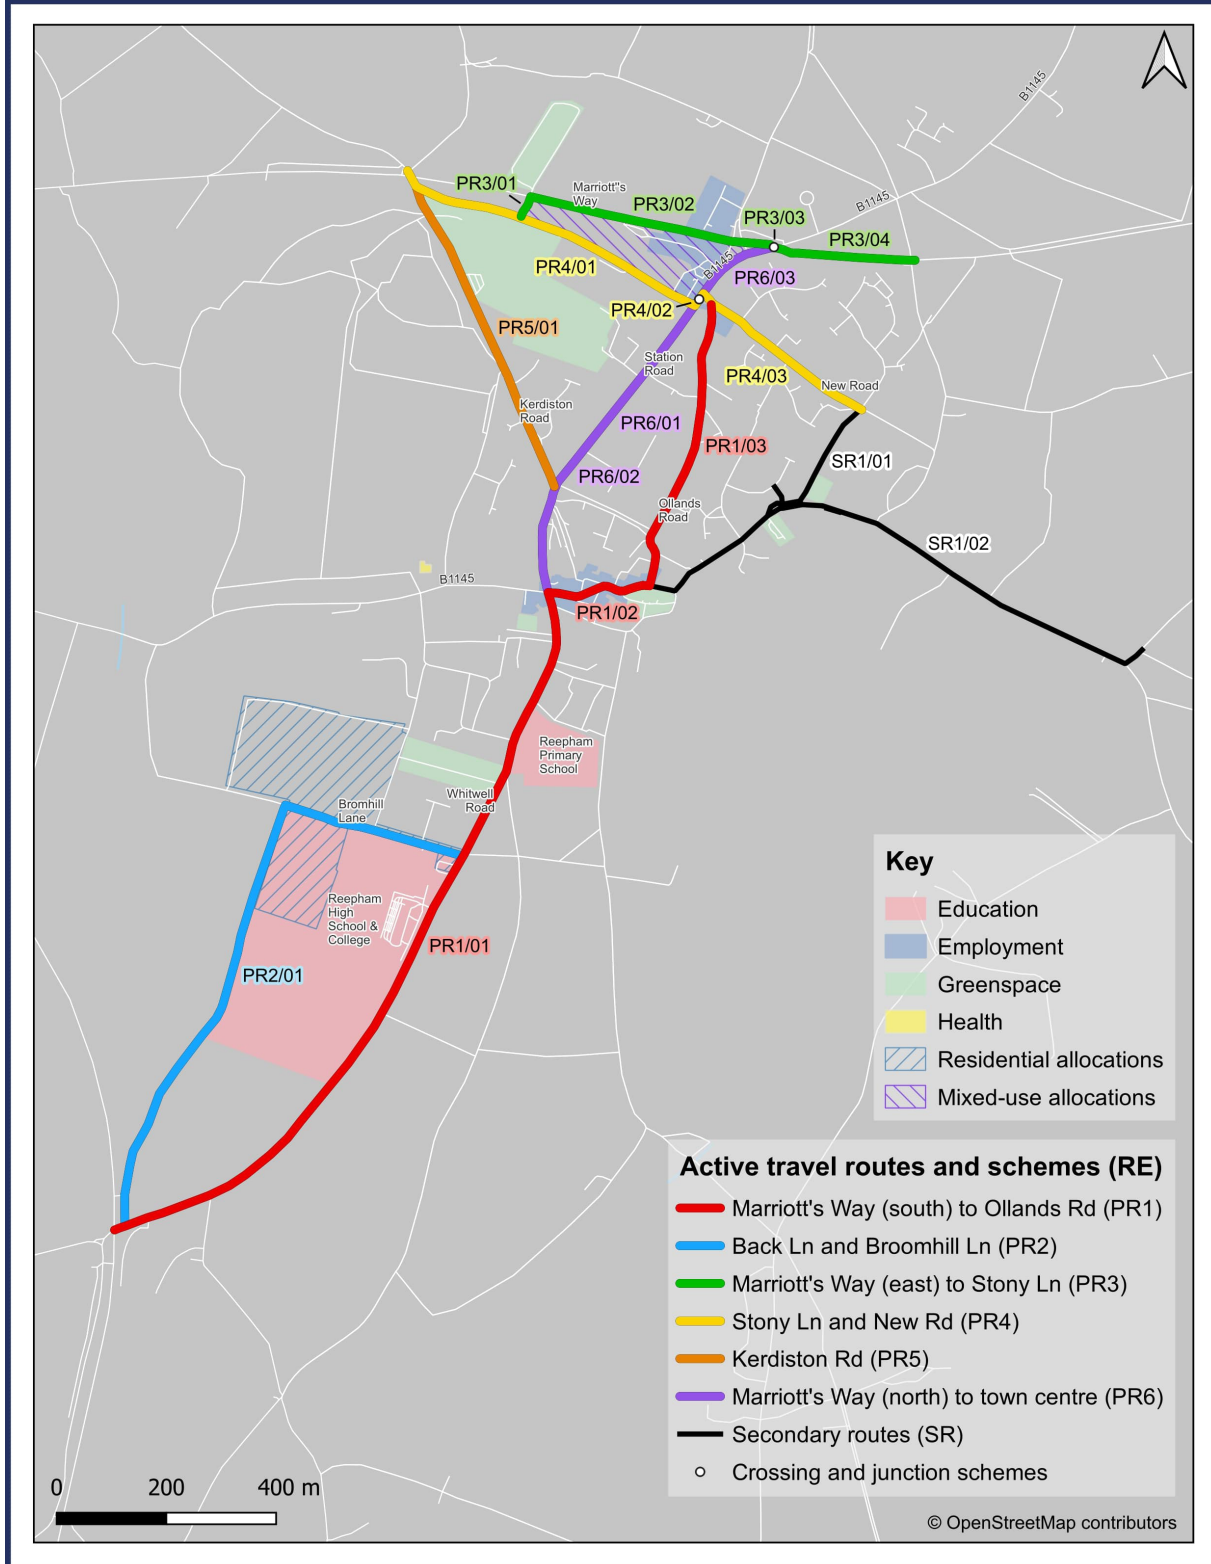 B1145
PR3/01
Marriott"s
Way
PR3/02
B1145
PR3/03
PR3/04
PR4/01
B1145
PR6/03
PR4/02
PR5/01
Station
Road
PR4/03
New Road
Kerdiston
Road
PR6/01
PR1/03
SR1/01
PR6/02
Ollands
Road
SR1/02
B1145
PR1/02
Reepham
Primary
School
Whitwell
Road
Bromhill
Lane
Reepham
High
School &
College
PR1/01
PR2/01
Key
Education
Employment
Greenspace
Health
Residential allocations
Mixed-use allocations
Active travel routes and schemes (RE)
Marriott's Way (south) to Ollands Rd (PR1)
Back Ln and Broomhill Ln (PR2)
Marriott's Way (east) to Stony Ln (PR3)
Stony Ln and New Rd (PR4)
Kerdiston Rd (PR5)
Marriott's Way (north) to town centre (PR6)
Secondary routes (SR)
Crossing and junction schemes
0 200 400 m
© OpenStreetMap contributors